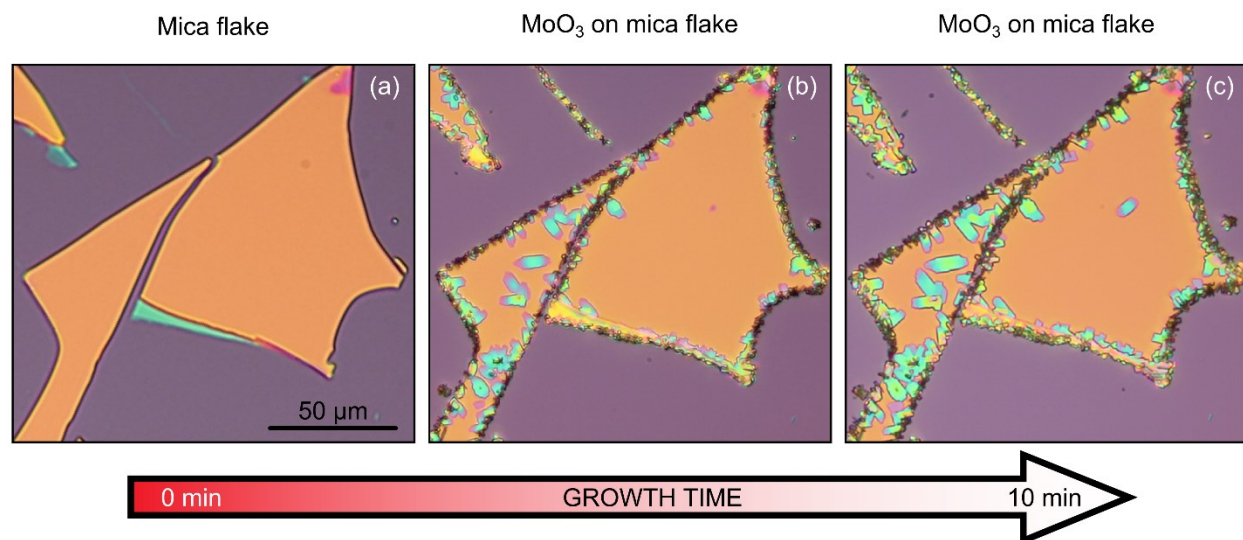 Mica flake
MoO₃ on mica flake
MoO₃ on mica flake
(a)
(b)
(c)
50 µm
0 min
GROWTH TIME
10 min